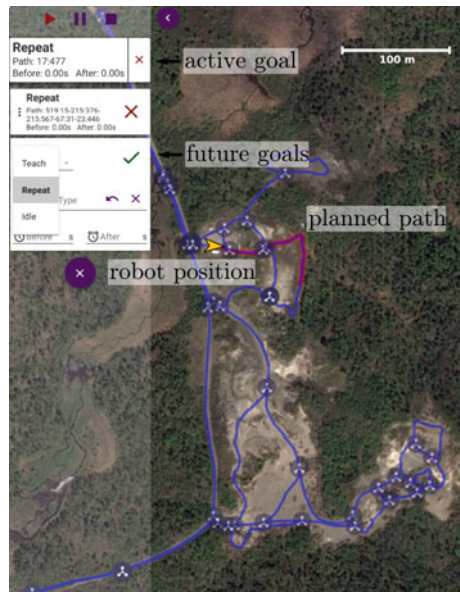 Repeat
Path: 17:477
Before: 0.00s After: 0.00s
active goal
100 m
Repeat
Path: 519:15-215:376-
215:567-67:31-23:446
Before: 0.00s After: 0.00s
Teach
future goals
Repeat
Type
planned path
Idle
Before s After s
robot position